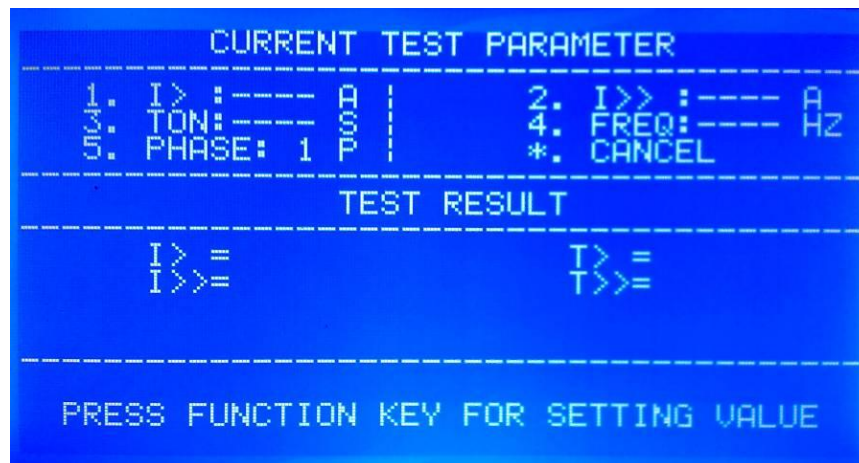 CURRENT TEST PARAMETER
1. I> :---- A | 2. I>> :---- A
3. TON:---- S | 4. FREQ:---- HZ
5. PHASE: 1 P | *. CANCEL
TEST RESULT
I> = T> =
I>>= T>>=
PRESS FUNCTION KEY FOR SETTING VALUE